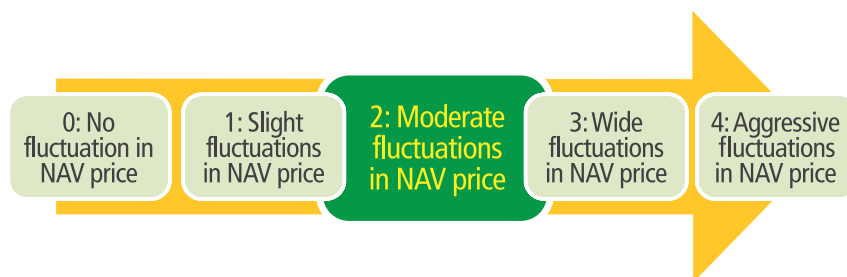 0: No
fluctuation in
NAV price
1: Slight
fluctuations
in NAV price
2: Moderate
fluctuations
in NAV price
3: Wide
fluctuations
in NAV price
4: Aggressive
fluctuations
in NAV price